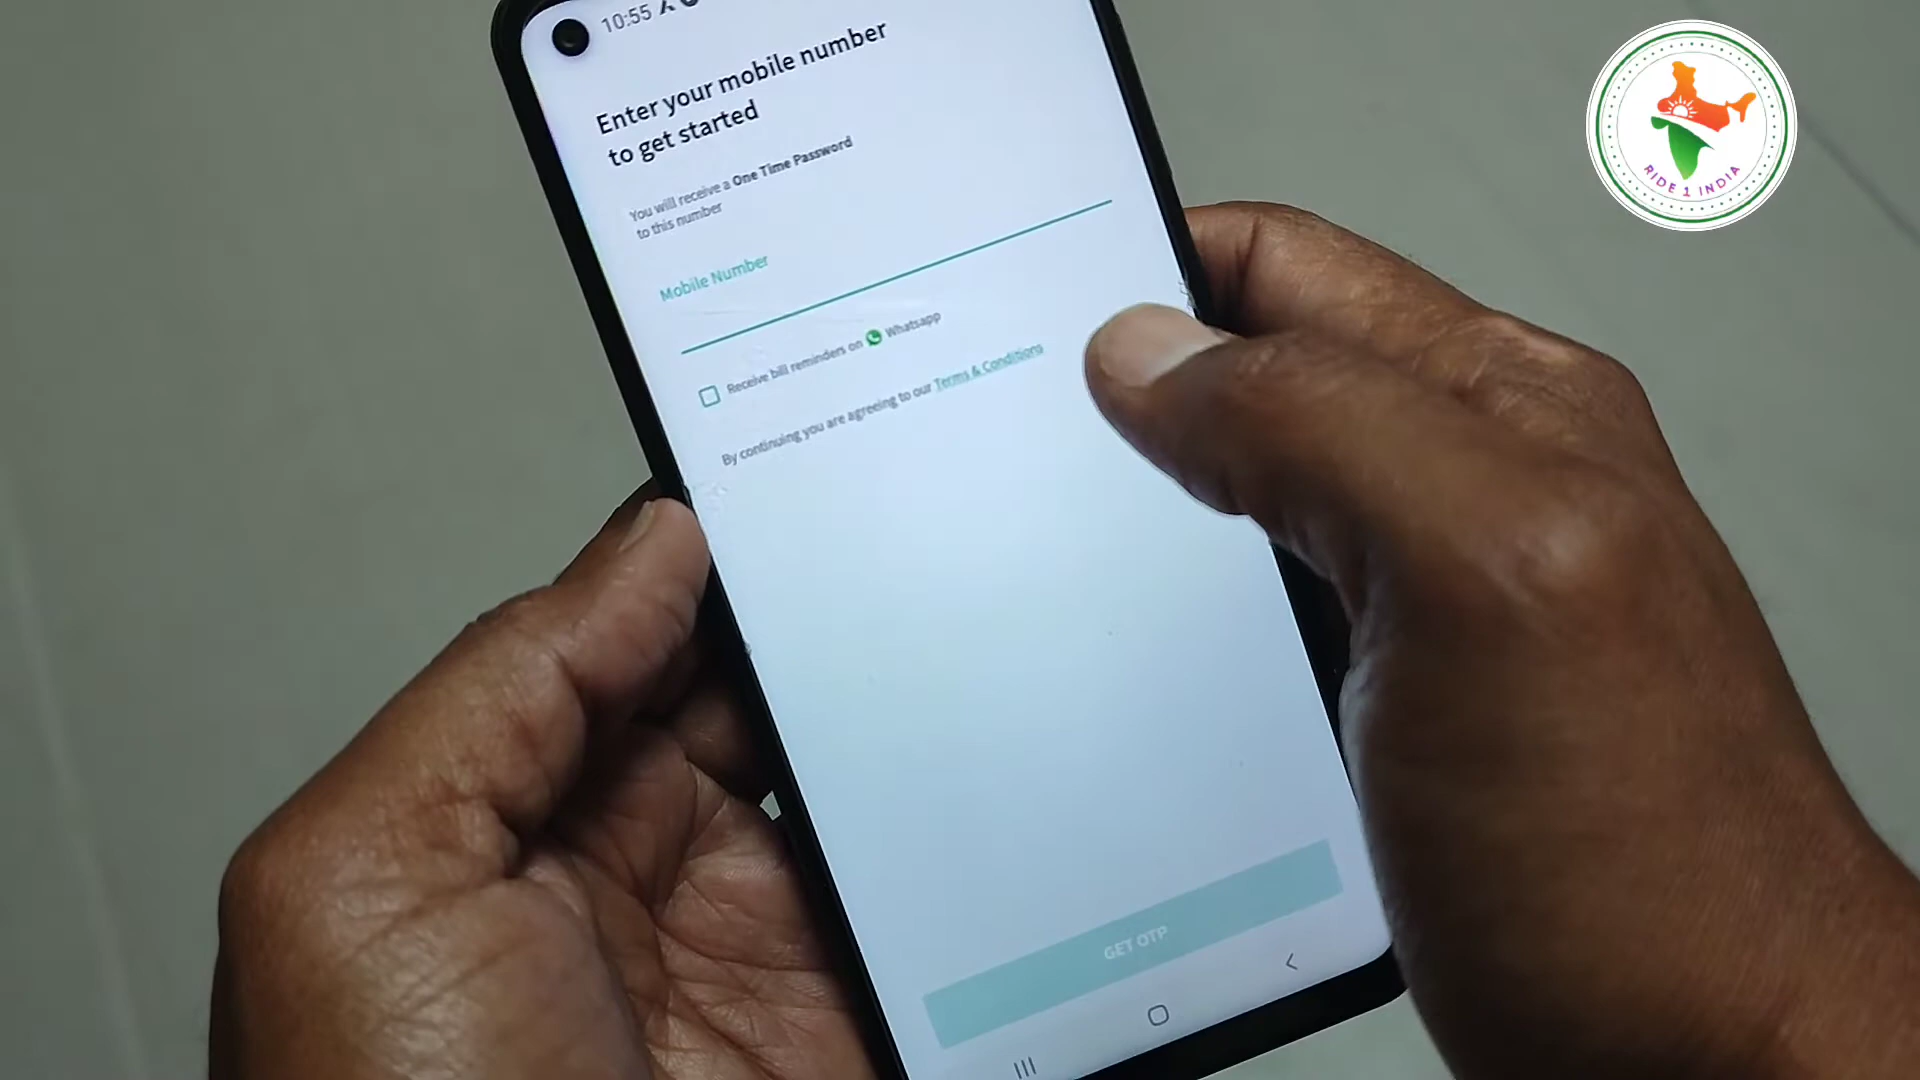 10:55
Enter your mobile number
to get started
You will receive a One Time Password
to this number
Mobile Number
Receive bill reminders on Whatsapp
By continuing you are agreeing to our Terms & Conditions
GET OTP
RIDE 1 INDIA